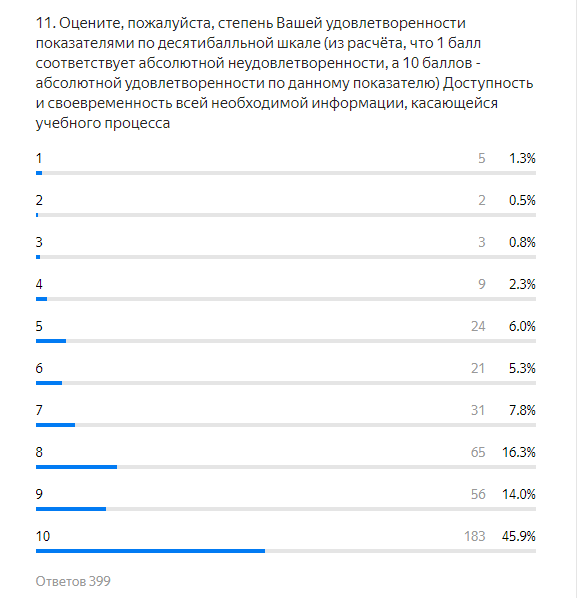 11. Оцените, пожалуйста, степень Вашей удовлетворенности
показателями по десятибалльной шкале (из расчёта, что 1 балл
соответствует абсолютной неудовлетворенности, а 10 баллов -
абсолютной удовлетворенности по данному показателю) Доступность
и своевременность всей необходимой информации, касающейся
учебного процесса
1 5 1.3%
2 2 0.5%
3 3 0.8%
4 9 2.3%
5 24 6.0%
6 21 5.3%
7 31 7.8%
8 65 16.3%
9 56 14.0%
10 183 45.9%
Ответов 399